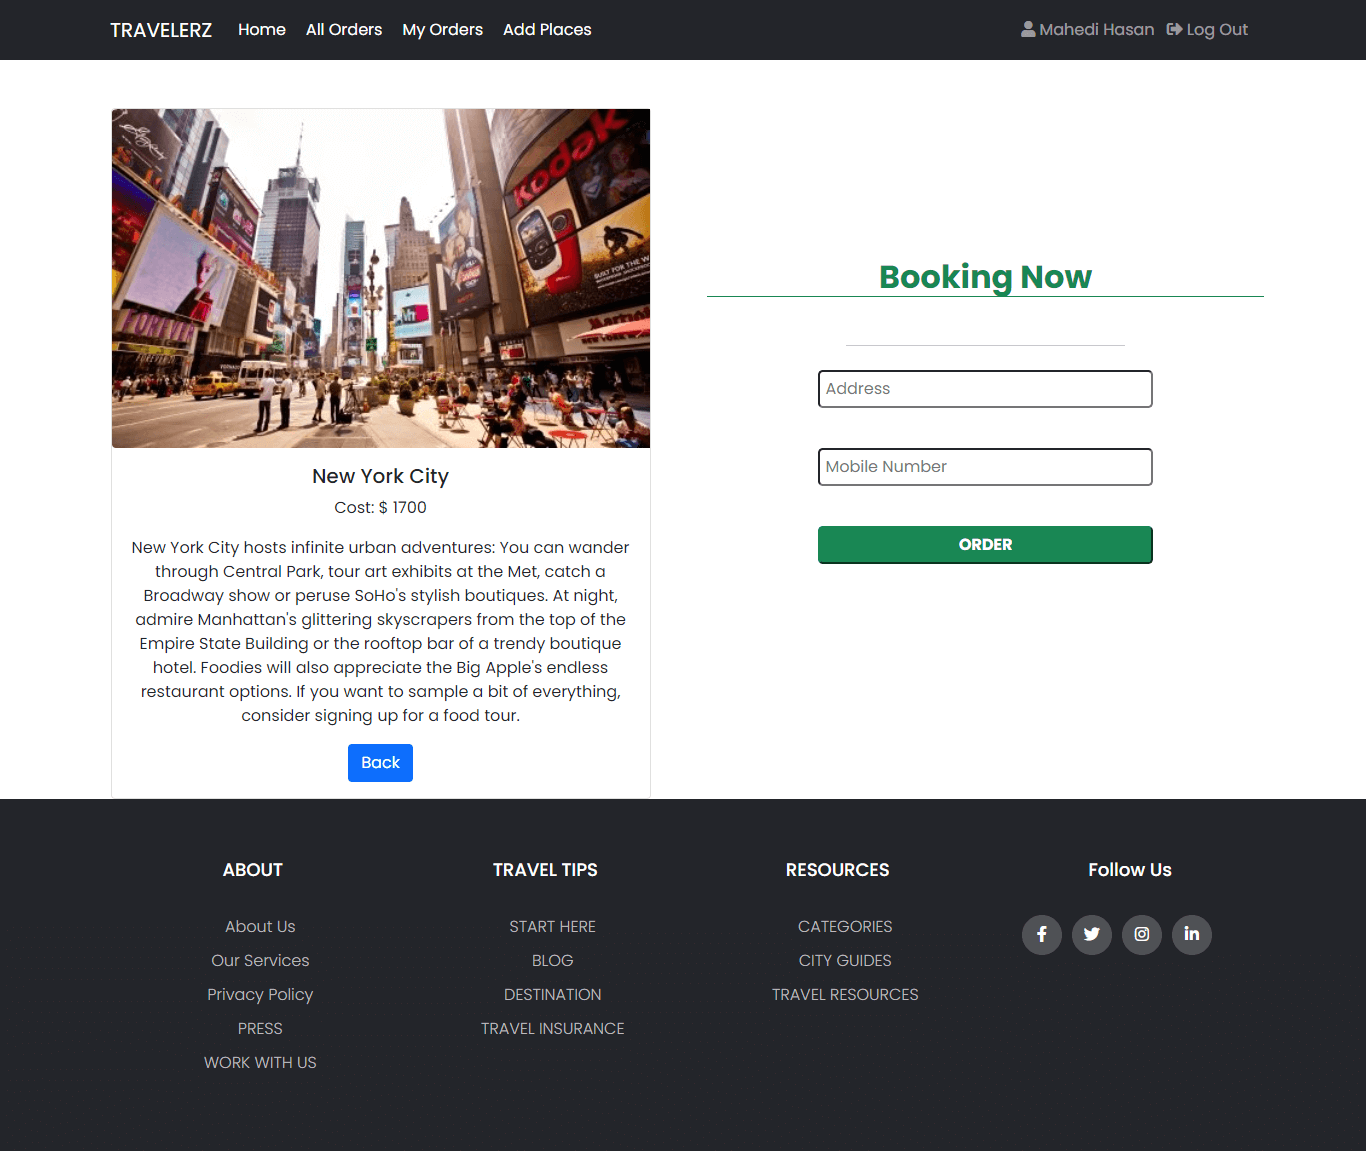 TRAVELERZ Home All Orders My Orders Add Places Mahedi Hasan Log Out
Kodak
BUILT FOR THE
FOREVER
New York City
Cost: $ 1700
New York City hosts infinite urban adventures: You can wander
through Central Park, tour art exhibits at the Met, catch a
Broadway show or peruse SoHo's stylish boutiques. At night,
admire Manhattan's glittering skyscrapers from the top of the
Empire State Building or the rooftop bar of a trendy boutique
hotel. Foodies will also appreciate the Big Apple's endless
restaurant options. If you want to sample a bit of everything,
consider signing up for a food tour.
Back
Booking Now
Address
Mobile Number
ORDER
ABOUT
About Us
Our Services
Privacy Policy
PRESS
WORK WITH US
TRAVEL TIPS
START HERE
BLOG
DESTINATION
TRAVEL INSURANCE
RESOURCES
CATEGORIES
CITY GUIDES
TRAVEL RESOURCES
Follow Us